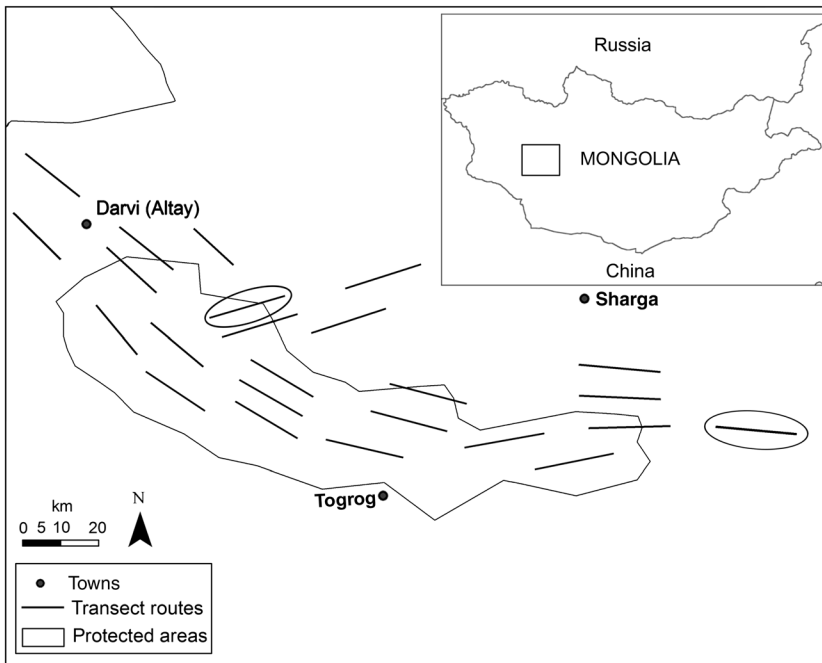 Russia
MONGOLIA
China
Darvi (Altay)
Sharga
Togrog
N
km
0 5 10 20
Towns
Transect routes
Protected areas